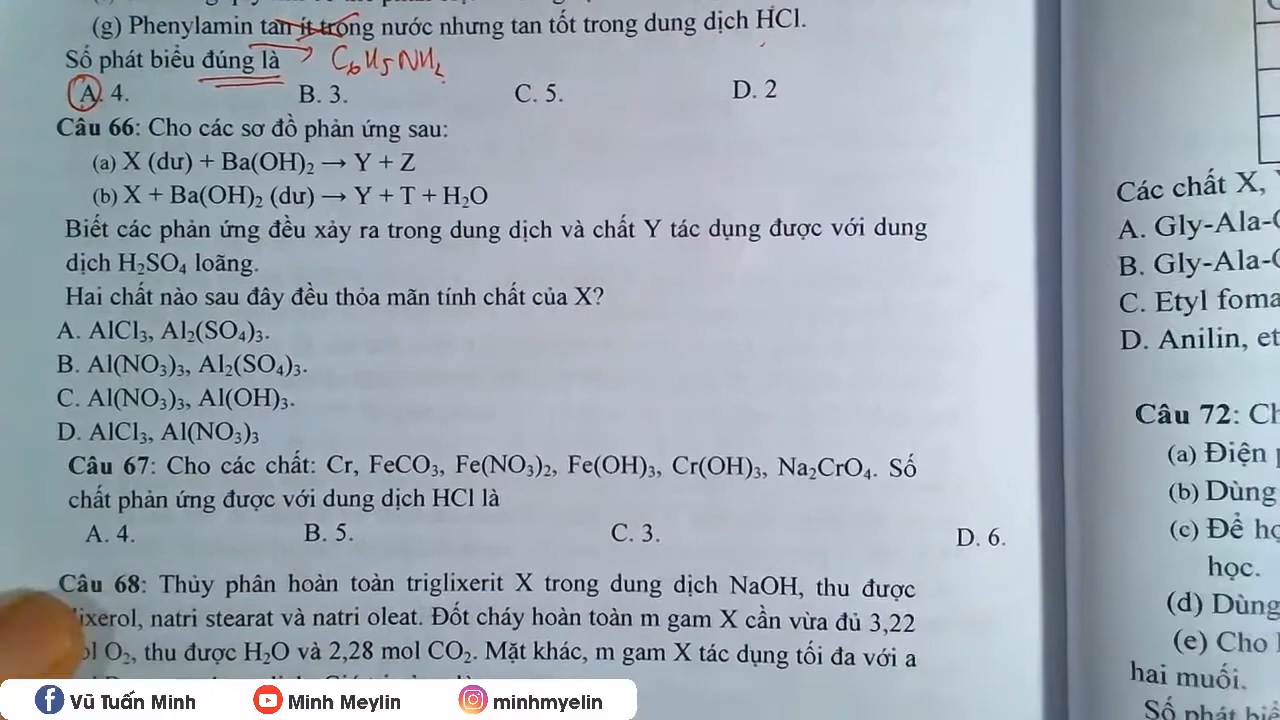 (g) Phenylamin tan ít trong nước nhưng tan tốt trong dung dịch HCl.
Số phát biểu đúng là
C₆H₅NH₂
A. 4. B. 3. C. 5. D. 2
Câu 66: Cho các sơ đồ phản ứng sau:
(a) X (dư) + Ba(OH)₂ → Y + Z
(b) X + Ba(OH)₂ (dư) → Y + T + H₂O
Biết các phản ứng đều xảy ra trong dung dịch và chất Y tác dụng được với dung
dịch H₂SO₄ loãng.
Hai chất nào sau đây đều thỏa mãn tính chất của X?
A. AlCl₃, Al₂(SO₄)₃.
B. Al(NO₃)₃, Al₂(SO₄)₃.
C. Al(NO₃)₃, Al(OH)₃.
D. AlCl₃, Al(NO₃)₃
Câu 67: Cho các chất: Cr, FeCO₃, Fe(NO₃)₂, Fe(OH)₃, Cr(OH)₃, Na₂CrO₄. Số
chất phản ứng được với dung dịch HCl là
A. 4. B. 5. C. 3. D. 6.
Câu 68: Thủy phân hoàn toàn triglixerit X trong dung dịch NaOH, thu được
ixerol, natri stearat và natri oleat. Đốt cháy hoàn toàn m gam X cần vừa đủ 3,22
ol O₂, thu được H₂O và 2,28 mol CO₂. Mặt khác, m gam X tác dụng tối đa với a
Các chất X,
A. Gly-Ala-
B. Gly-Ala-
C. Etyl foma
D. Anilin, et
Câu 72: Ch
(a) Điện
(b) Dùng
(c) Để họ
học.
(d) Dùng
(e) Cho
hai muối.
Số phát biể
Vũ Tuấn Minh Minh Meylin minhmyelin